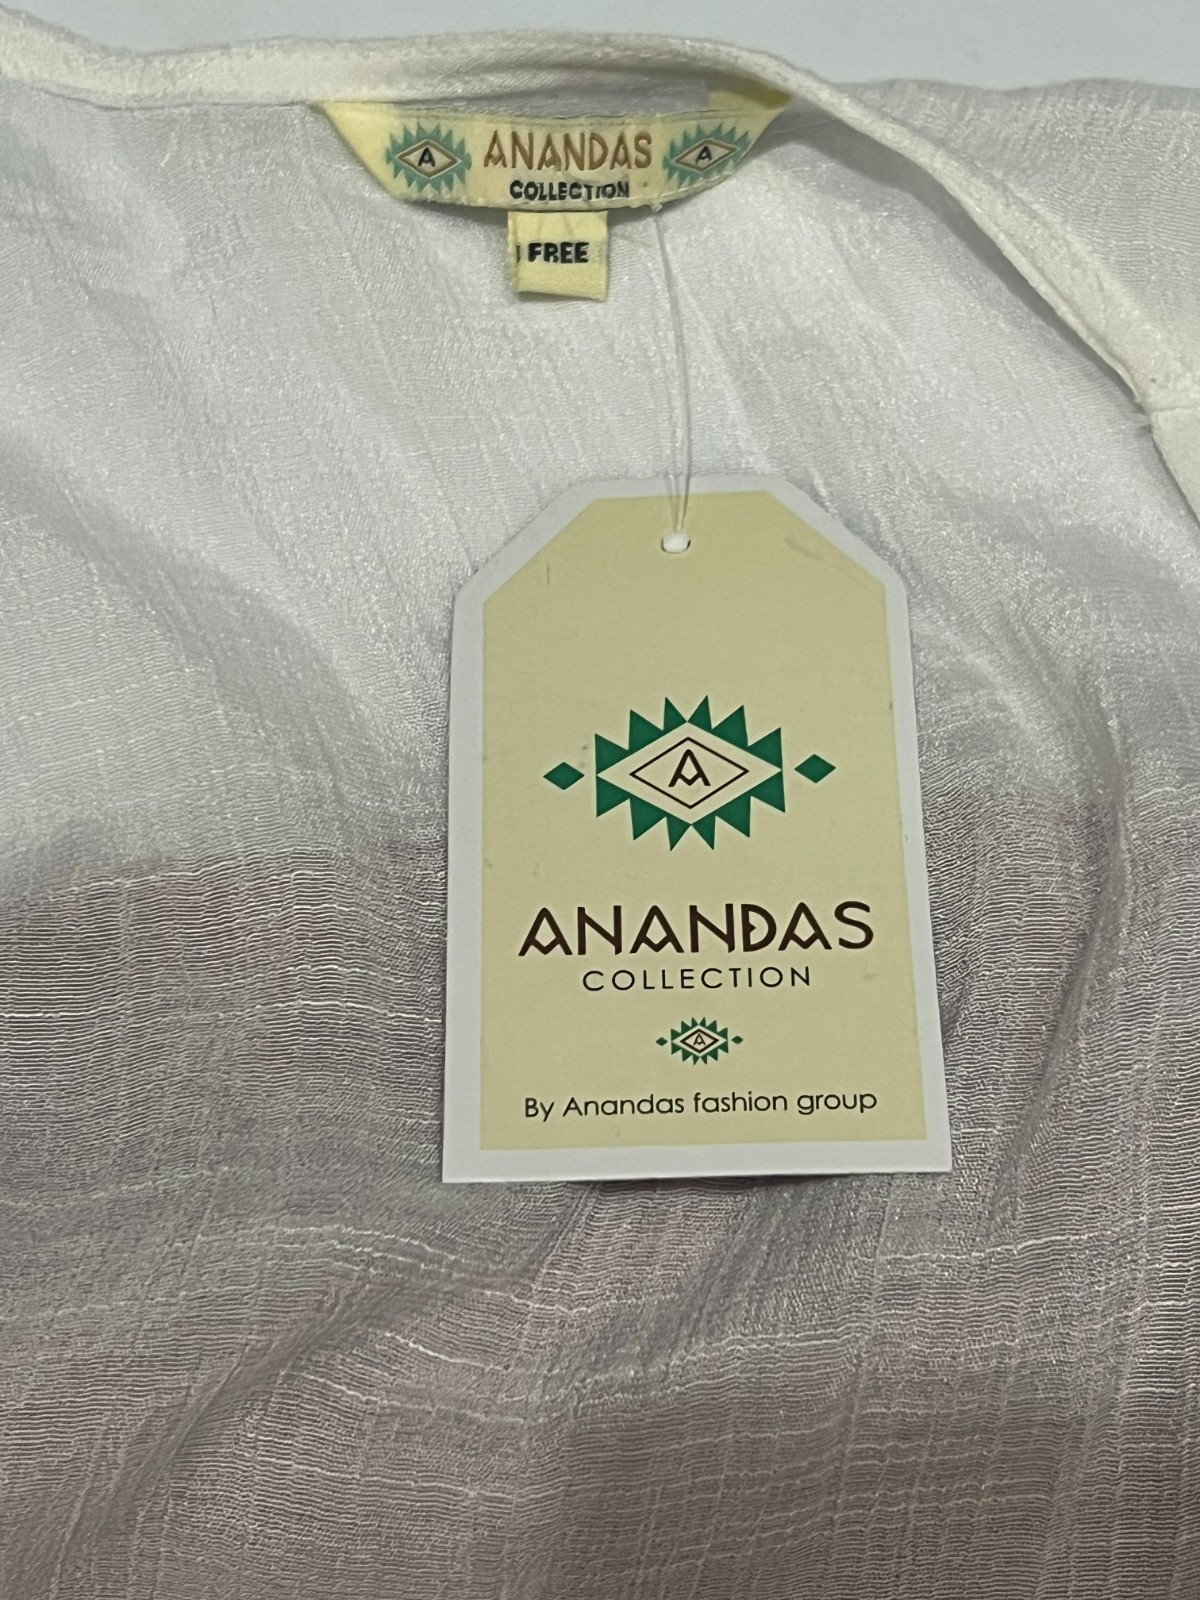 A ANANDAS A
COLLECTION
FREE
A
ANANDAS
COLLECTION
A
By Anandas fashion group